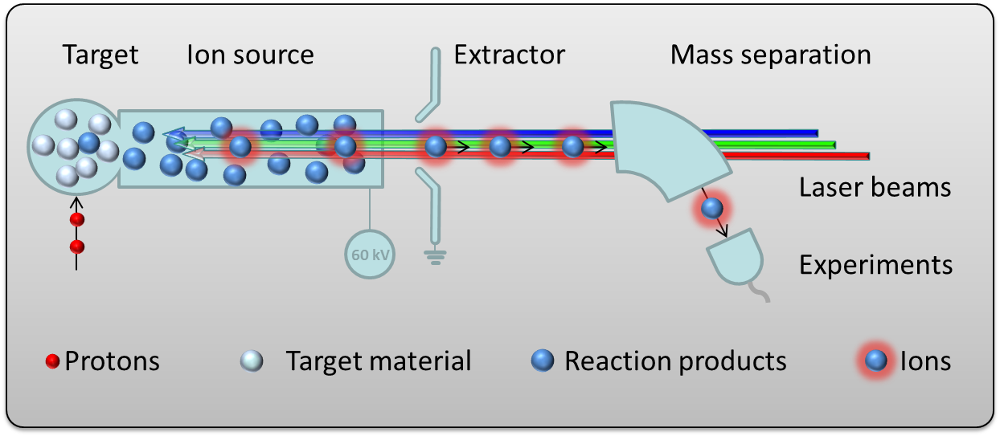 Target
Ion source
Extractor
Mass separation
Laser beams
60 kV
Experiments
Protons
Target material
Reaction products
Ions